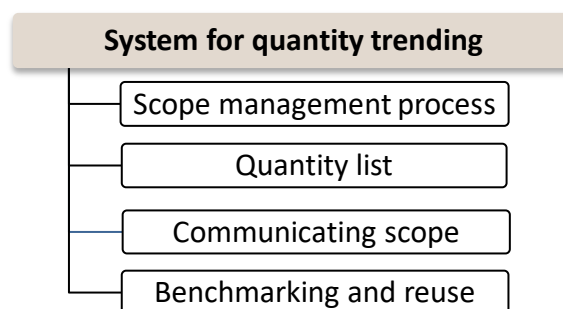 System for quantity trending
Scope management process
Quantity list
Communicating scope
Benchmarking and reuse